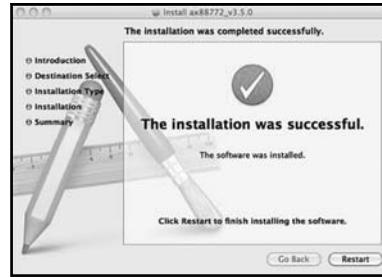 Install ax88772_v3.5.0
The installation was completed successfully.
Introduction
Destination Select
Installation Type
Installation
Summary
The installation was successful.
The software was installed.
Click Restart to finish installing the software.
Go Back
Restart